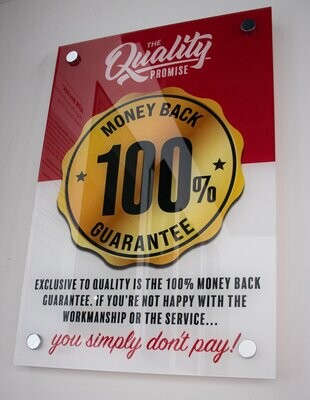 THE
Quality
PROMISE
MONEY BACK
100%
GUARANTEE
EXCLUSIVE TO QUALITY IS THE 100% MONEY BACK
GUARANTEE. IF YOU'RE NOT HAPPY WITH THE
WORKMANSHIP OR THE SERVICE...
you simply don't pay!